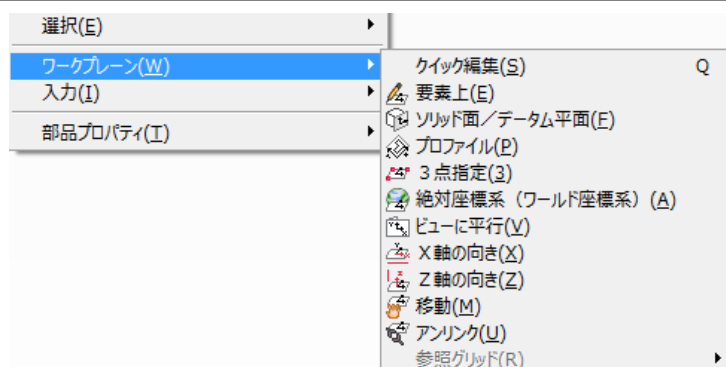 選択(E)
ワークプレーン(W)
入力(I)
部品プロパティ(T)
クイック編集(S) Q
要素上(E)
ソリッド面／データム平面(F)
プロファイル(P)
３点指定(3)
絶対座標系（ワールド座標系）(A)
ビューに平行(V)
Ｘ軸の向き(X)
Ｚ軸の向き(Z)
移動(M)
アンリンク(U)
参照グリッド(R)